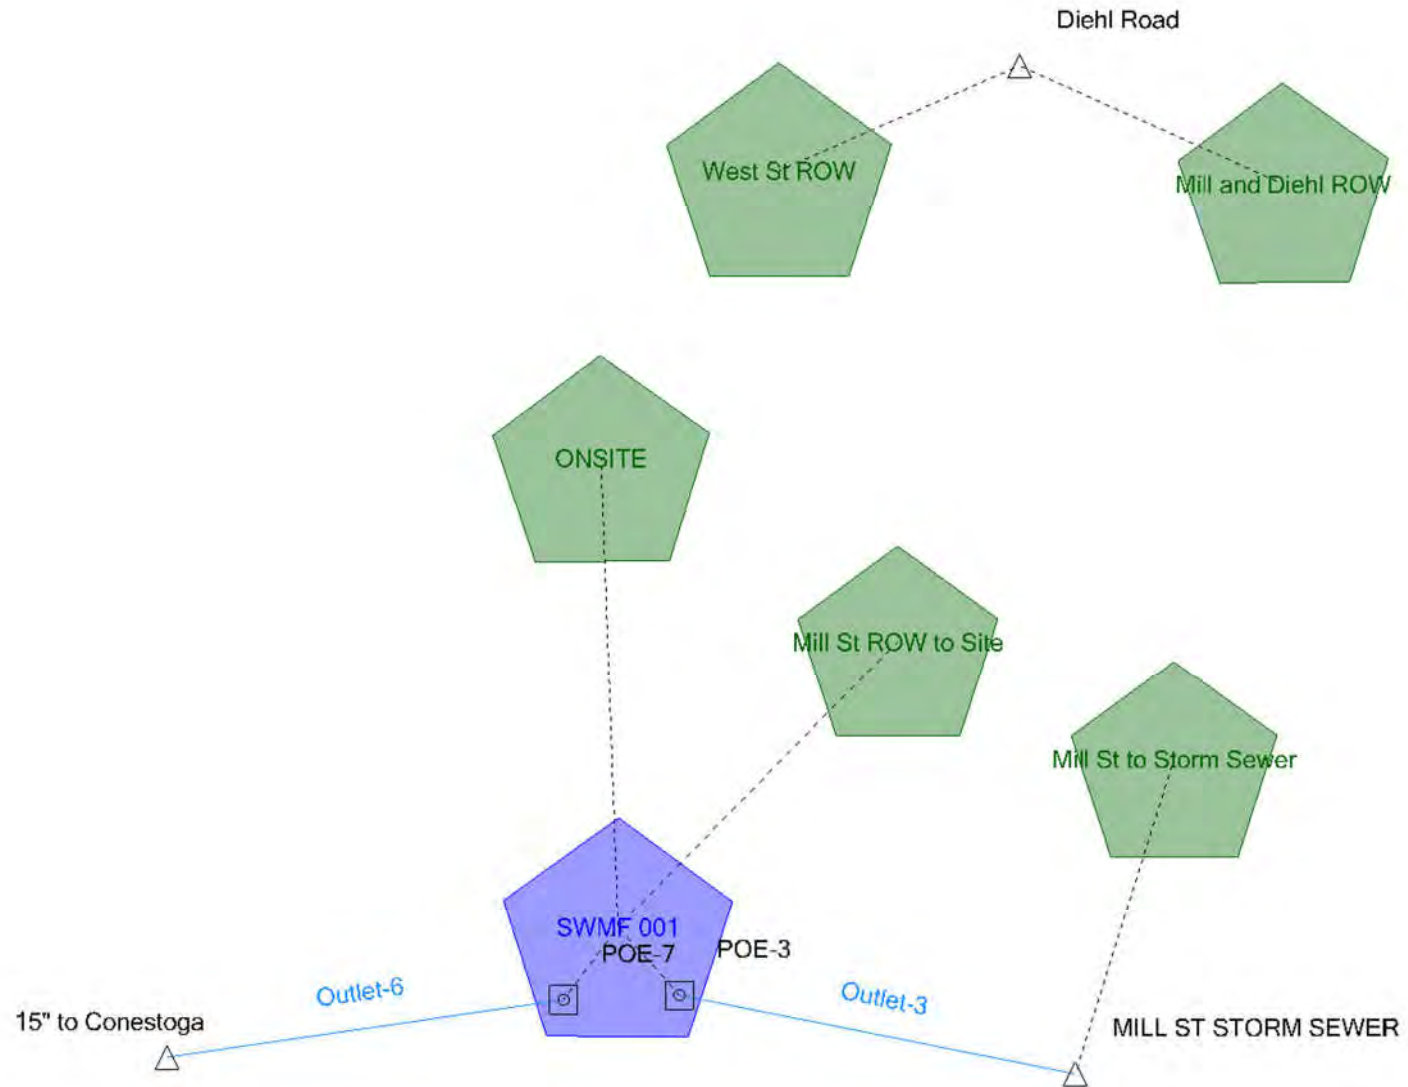 Diehl Road
West St ROW
Mill and Diehl ROW
ONSITE
Mill St ROW to Site
Mill St to Storm Sewer
SWMF 001
POE-7
POE-3
Outlet-6
Outlet-3
15" to Conestoga
MILL ST STORM SEWER